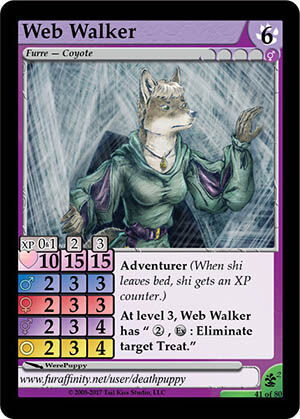 Web Walker
6
Furre – Coyote
XP 0&1 2 3
10 15 15
2 3 3
2 3 3
2 3 4
2 3 4
Adventurer (When shi
leaves bed, shi gets an XP
counter.)
At level 3, Web Walker
has “ 2, : Eliminate
target Treat.”
WerePuppy
www.furaffinity.net/user/deathpuppy
41 of 80
© 2008-2017 Tail Kiss Studio, LLC